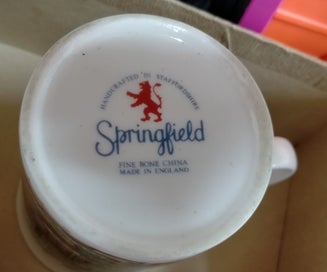 HANDCRAFTED IN STAFFORDSHIRE
Springfield
FINE BONE CHINA
MADE IN ENGLAND